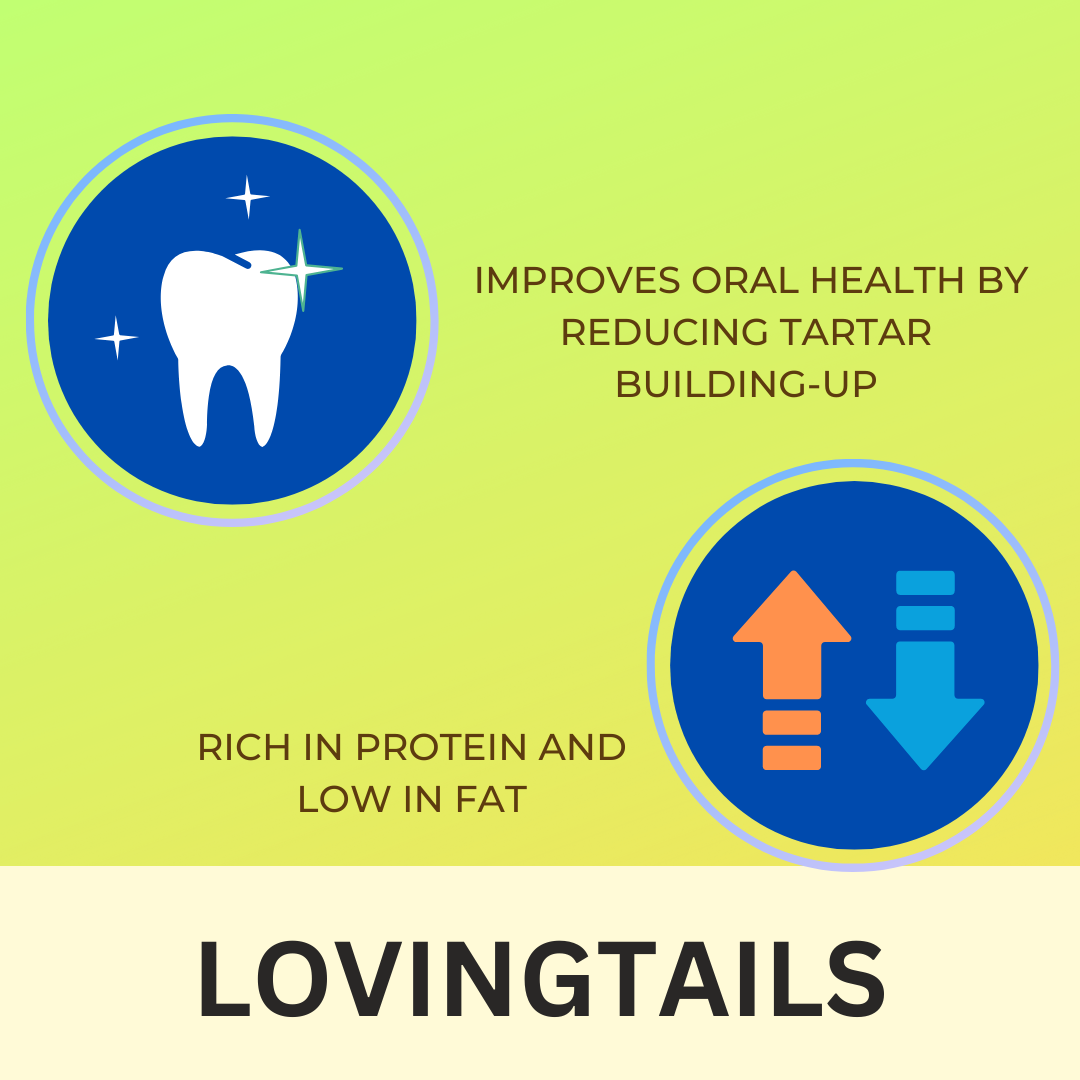 IMPROVES ORAL HEALTH BY
REDUCING TARTAR
BUILDING-UP
RICH IN PROTEIN AND
LOW IN FAT
LOVINGTAILS